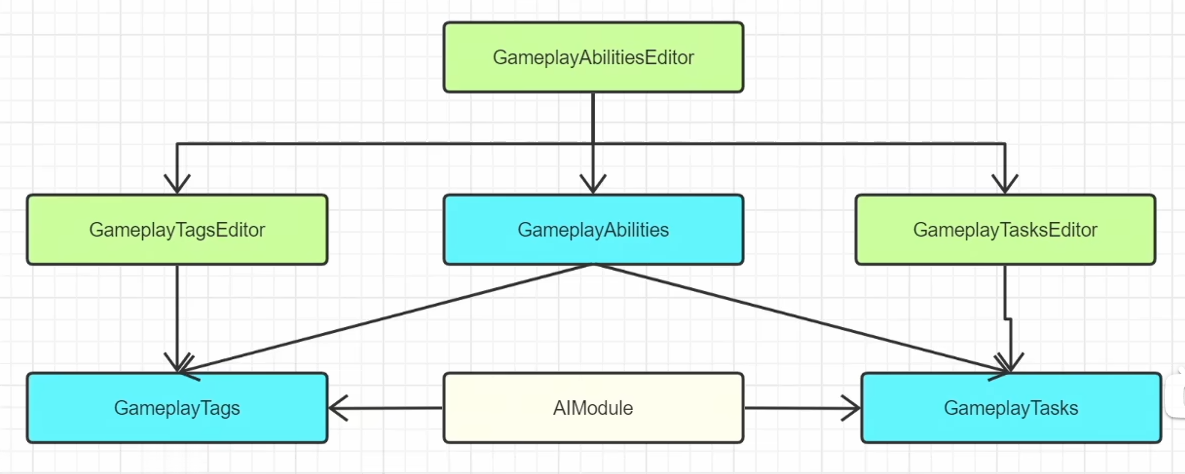 GameplayAbilitiesEditor
GameplayTagsEditor
GameplayAbilities
GameplayTasksEditor
GameplayTags
AIModule
GameplayTasks